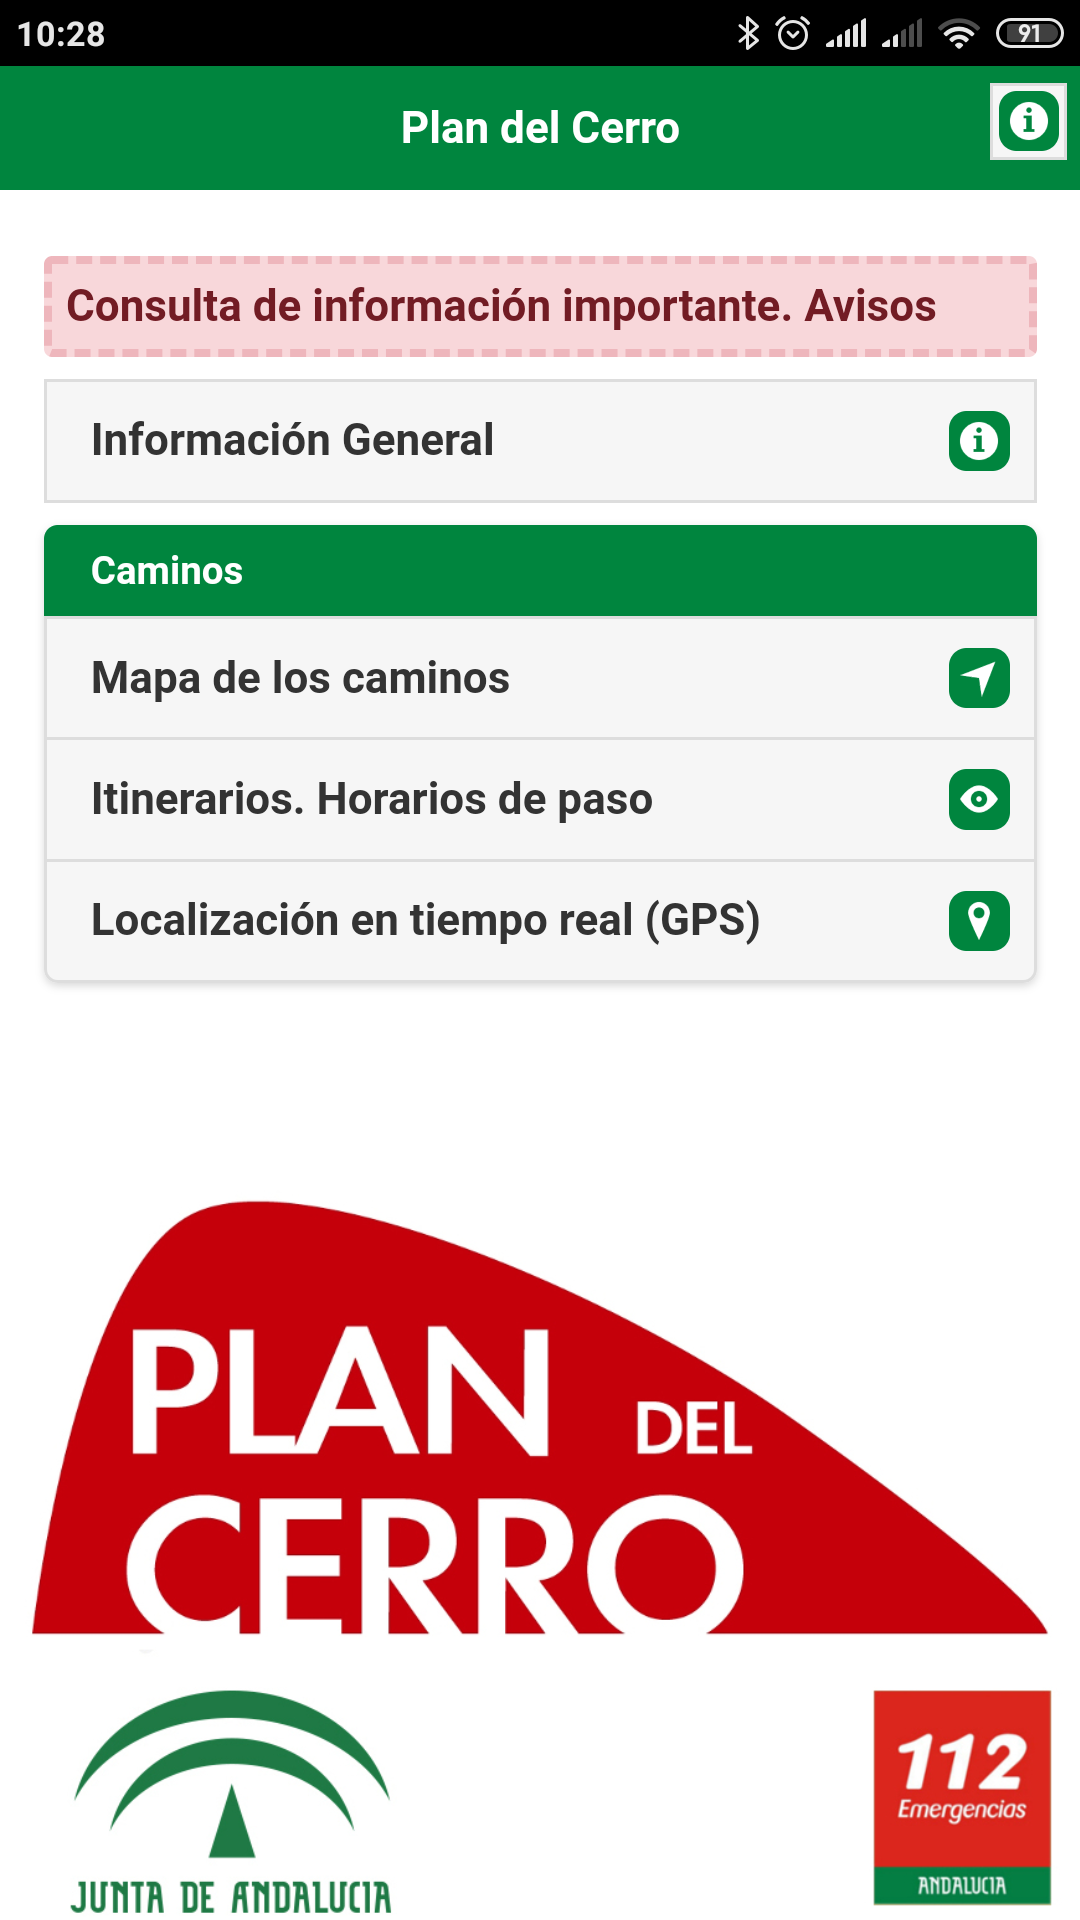 10:28
91
Plan del Cerro
Consulta de información importante. Avisos
Información General
Caminos
Mapa de los caminos
Itinerarios. Horarios de paso
Localización en tiempo real (GPS)
PLAN DEL
CERRO
JUNTA DE ANDALUCIA
112
Emergencias
ANDALUCIA